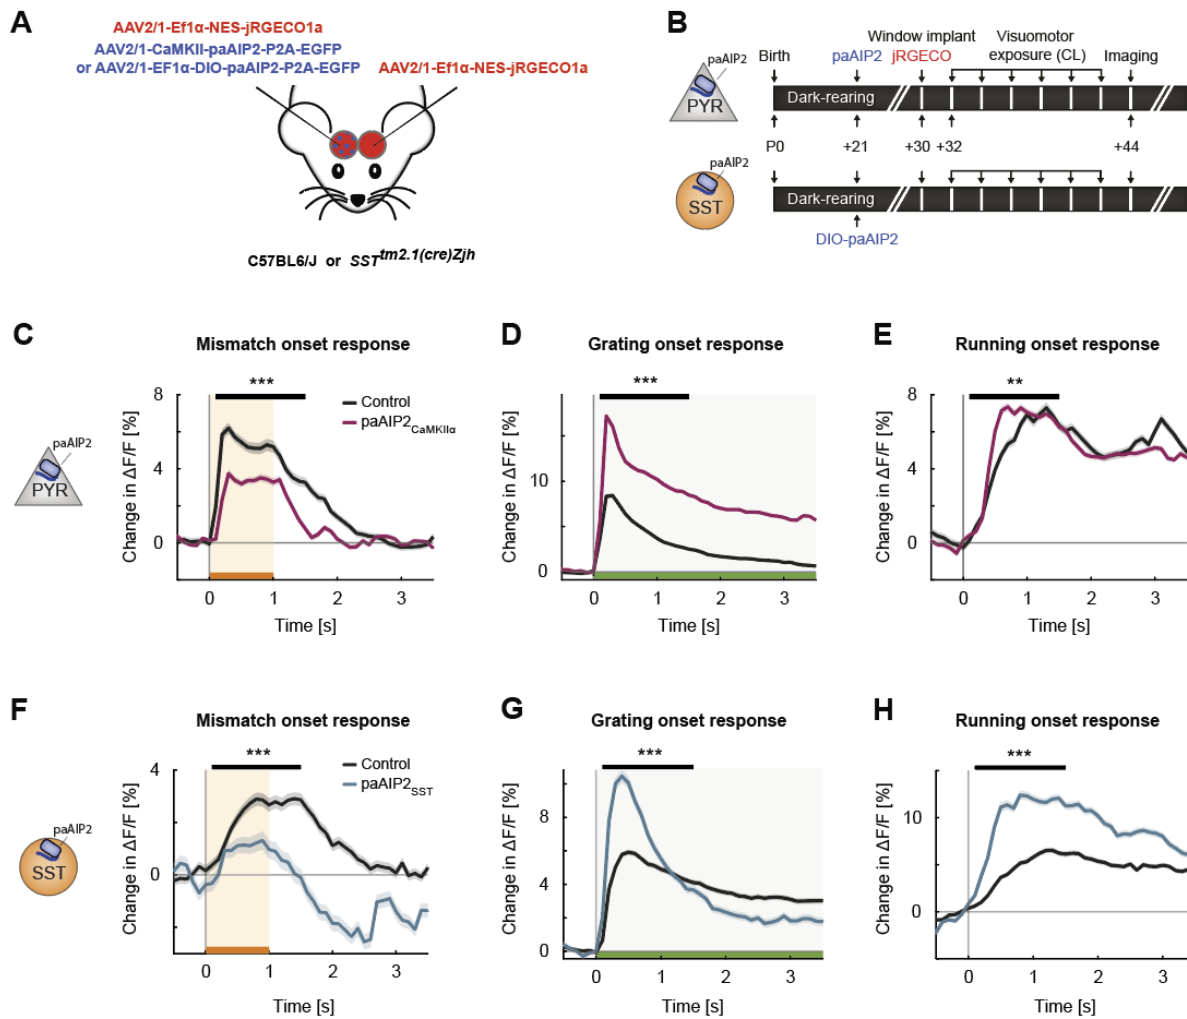 A
AAV2/1-Ef1α-NES-jRGECO1a
AAV2/1-CaMKII-paAIP2-P2A-EGFP
or AAV2/1-EF1α-DIO-paAIP2-P2A-EGFP
AAV2/1-Ef1α-NES-jRGECO1a
C57BL6/J or SST^tm2.1(cre)Zjh
B
Window implant Visuomotor
Birth paAIP2 jRGECO exposure (CL) Imaging
paAIP2
PYR
Dark-rearing
P0 +21 +30 +32 +44
paAIP2
SST
Dark-rearing
DIO-paAIP2
C
Mismatch onset response
***
Control
paAIP2CaMKIIα
paAIP2
PYR
Change in ΔF/F [%]
8
4
0
0 1 2 3
Time [s]
D
Grating onset response
***
Change in ΔF/F [%]
10
0
0 1 2 3
Time [s]
E
Running onset response
**
Change in ΔF/F [%]
8
4
0
0 1 2 3
Time [s]
F
Mismatch onset response
***
Control
paAIP2SST
paAIP2
SST
Change in ΔF/F [%]
4
0
0 1 2 3
Time [s]
G
Grating onset response
***
Change in ΔF/F [%]
8
4
0
0 1 2 3
Time [s]
H
Running onset response
***
Change in ΔF/F [%]
10
0
0 1 2 3
Time [s]